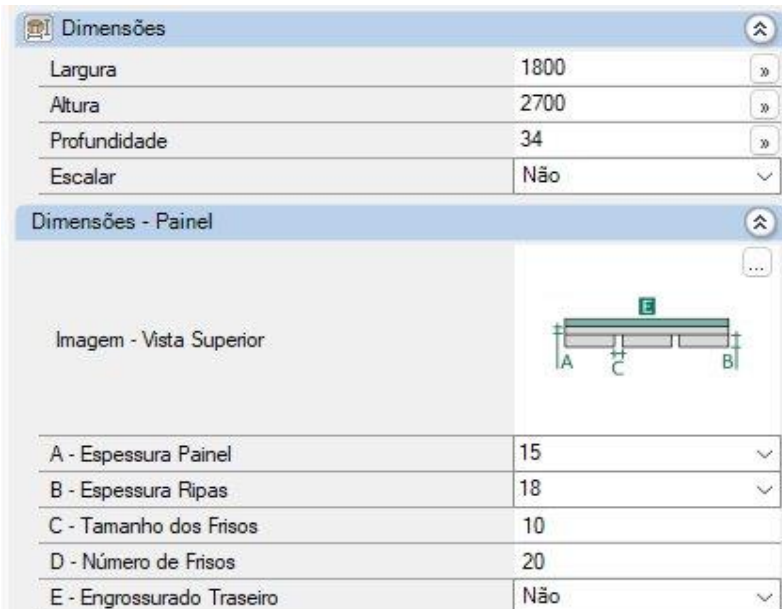 Dimensões
Largura 1800 »
Altura 2700 »
Profundidade 34 »
Escalar Não
Dimensões - Painel
...
Imagem - Vista Superior
E
A C B
A - Espessura Painel 15
B - Espessura Ripas 18
C - Tamanho dos Frisos 10
D - Número de Frisos 20
E - Engrossurado Traseiro Não